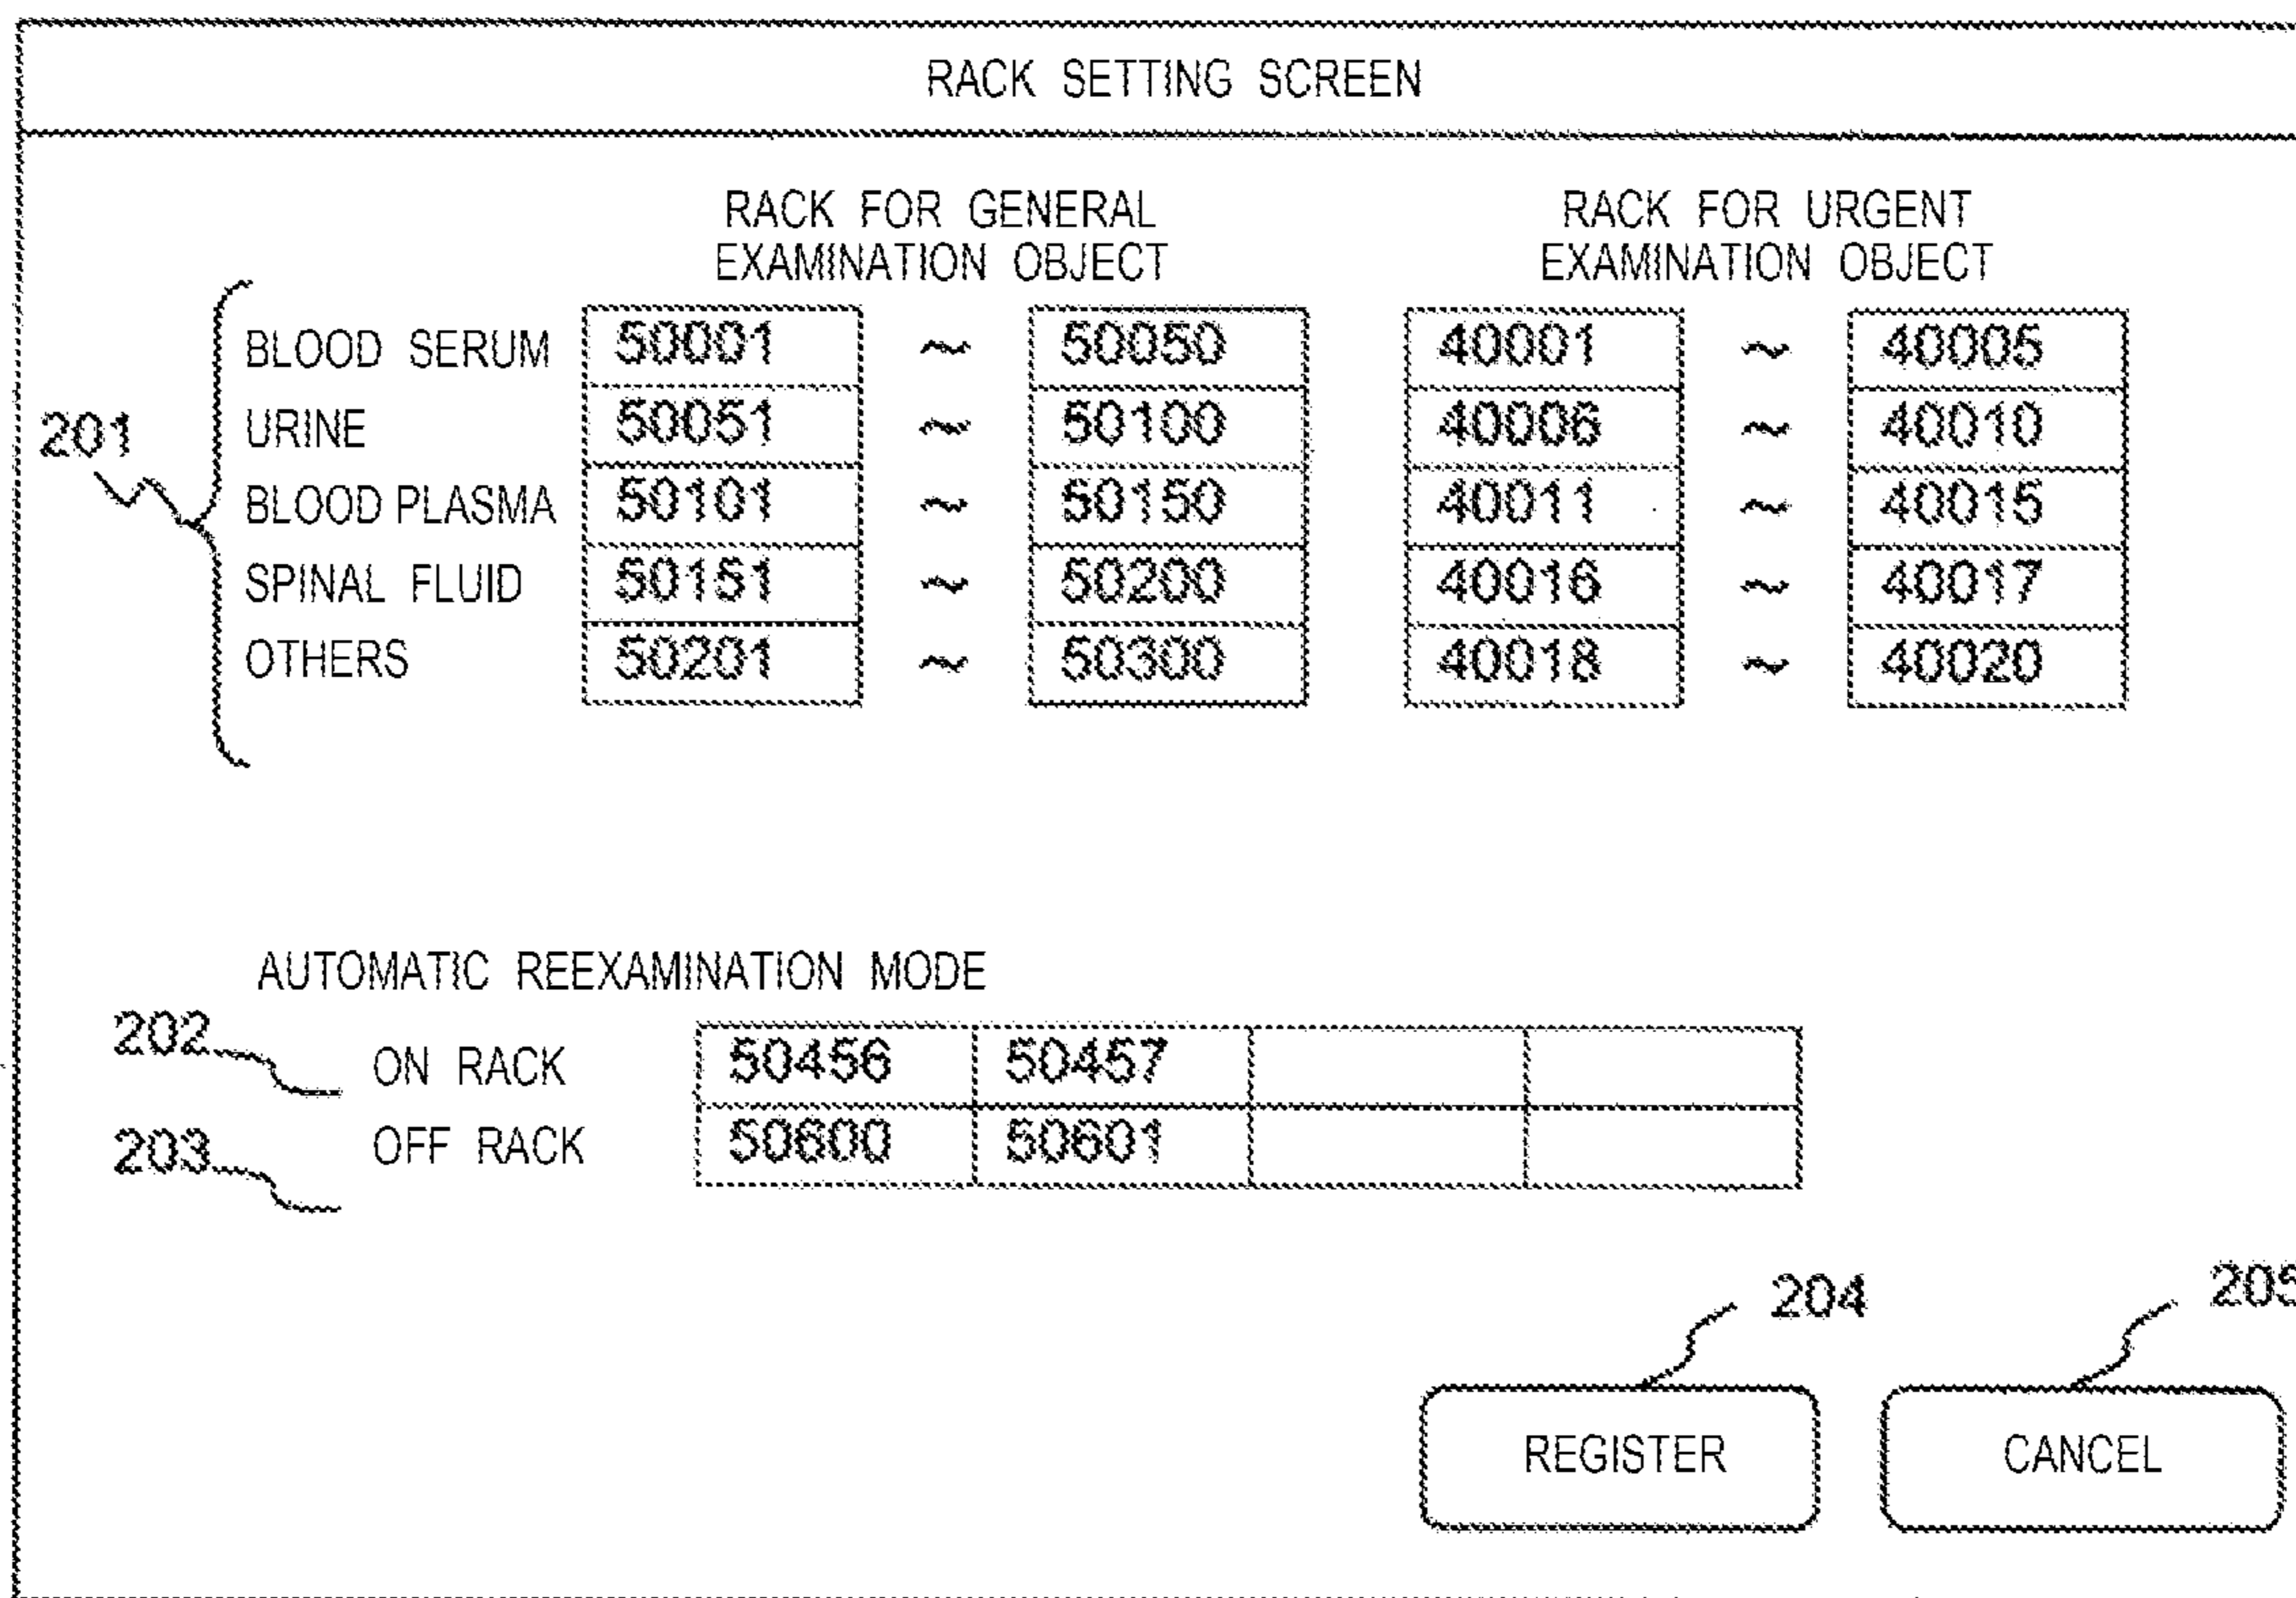 RACK SETTING SCREEN
RACK FOR GENERAL EXAMINATION OBJECT
RACK FOR URGENT EXAMINATION OBJECT
201
BLOOD SERUM 50001 ~ 50050 40001 ~ 40005
URINE 50051 ~ 50100 40006 ~ 40010
BLOOD PLASMA 50101 ~ 50150 40011 ~ 40015
SPINAL FLUID 50151 ~ 50200 40016 ~ 40017
OTHERS 50201 ~ 50300 40018 ~ 40020
AUTOMATIC REEXAMINATION MODE
202 ON RACK 50456 50457
203 OFF RACK 50600 50601
204 205
REGISTER CANCEL